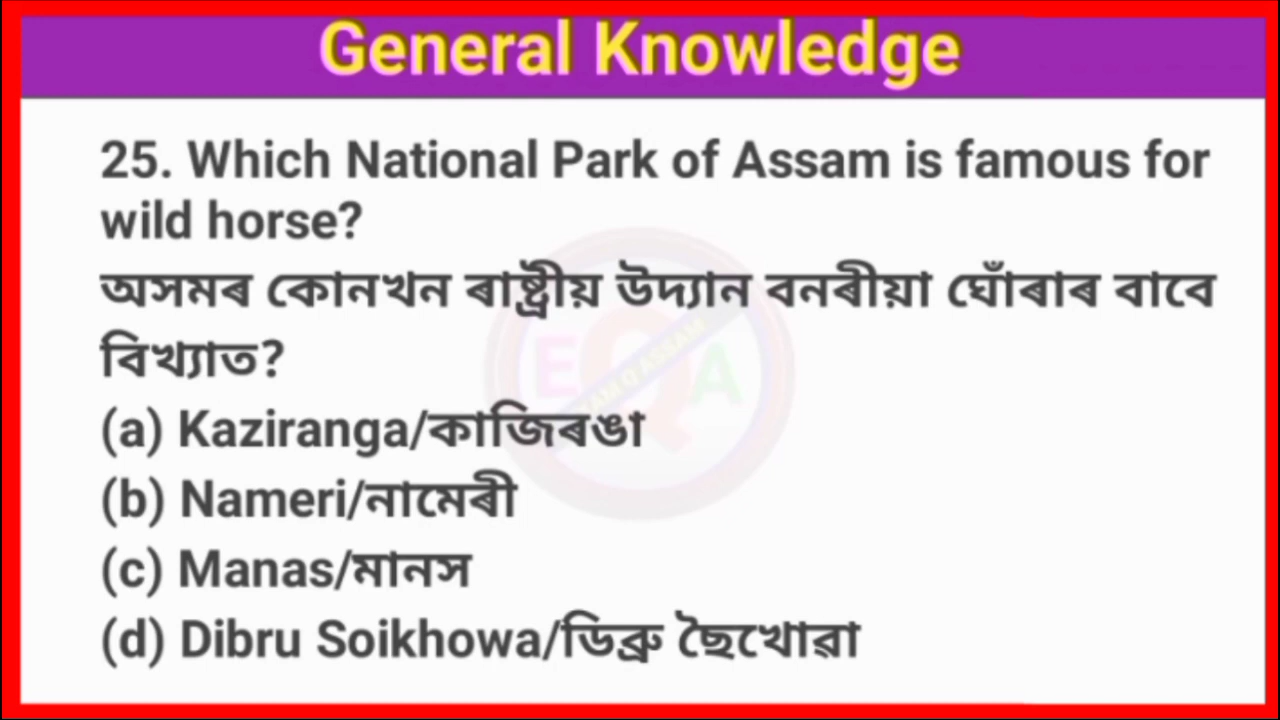 General Knowledge
25. Which National Park of Assam is famous for
wild horse?
অসমৰ কোনখন ৰাষ্ট্ৰীয় উদ্যান বনৰীয়া ঘোঁৰাৰ বাবে
বিখ্যাত?
(a) Kaziranga/কাজিৰঙা
(b) Nameri/নামেৰী
(c) Manas/মানস
(d) Dibru Soikhowa/ডিব্ৰু ছৈখোৱা
EQA